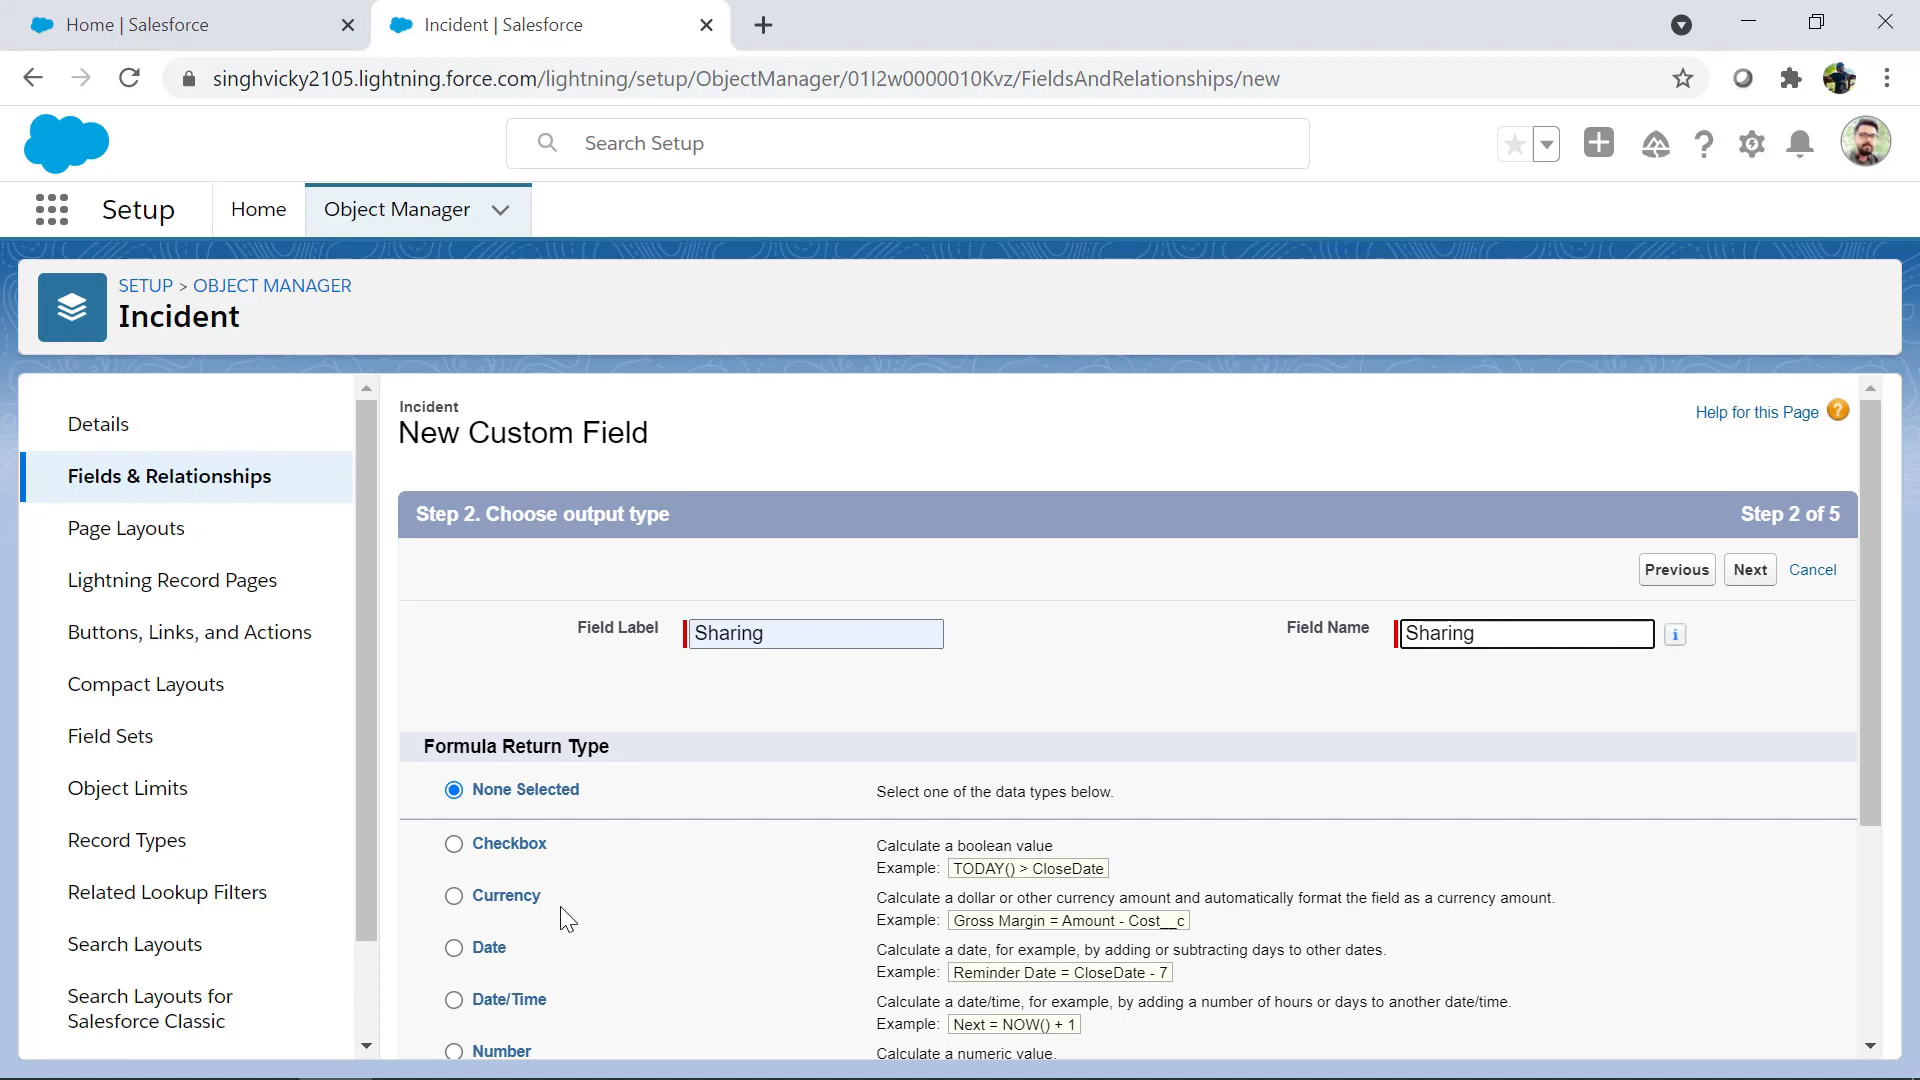 Home | Salesforce
Incident | Salesforce
singhvicky2105.lightning.force.com/lightning/setup/ObjectManager/01I2w0000010Kvz/FieldsAndRelationships/new
Search Setup
Setup
Home
Object Manager
SETUP > OBJECT MANAGER
Incident
Details
Fields & Relationships
Page Layouts
Lightning Record Pages
Buttons, Links, and Actions
Compact Layouts
Field Sets
Object Limits
Record Types
Related Lookup Filters
Search Layouts
Search Layouts for
Salesforce Classic
Incident
New Custom Field
Help for this Page ?
Step 2. Choose output type
Step 2 of 5
Previous Next Cancel
Field Label Sharing
Field Name Sharing i
Formula Return Type
None Selected Select one of the data types below.
Checkbox Calculate a boolean value
Example: TODAY() > CloseDate
Currency Calculate a dollar or other currency amount and automatically format the field as a currency amount.
Example: Gross Margin = Amount - Cost__c
Date Calculate a date, for example, by adding or subtracting days to other dates.
Example: Reminder Date = CloseDate - 7
Date/Time Calculate a date/time, for example, by adding a number of hours or days to another date/time.
Example: Next = NOW() + 1
Number Calculate a numeric value.